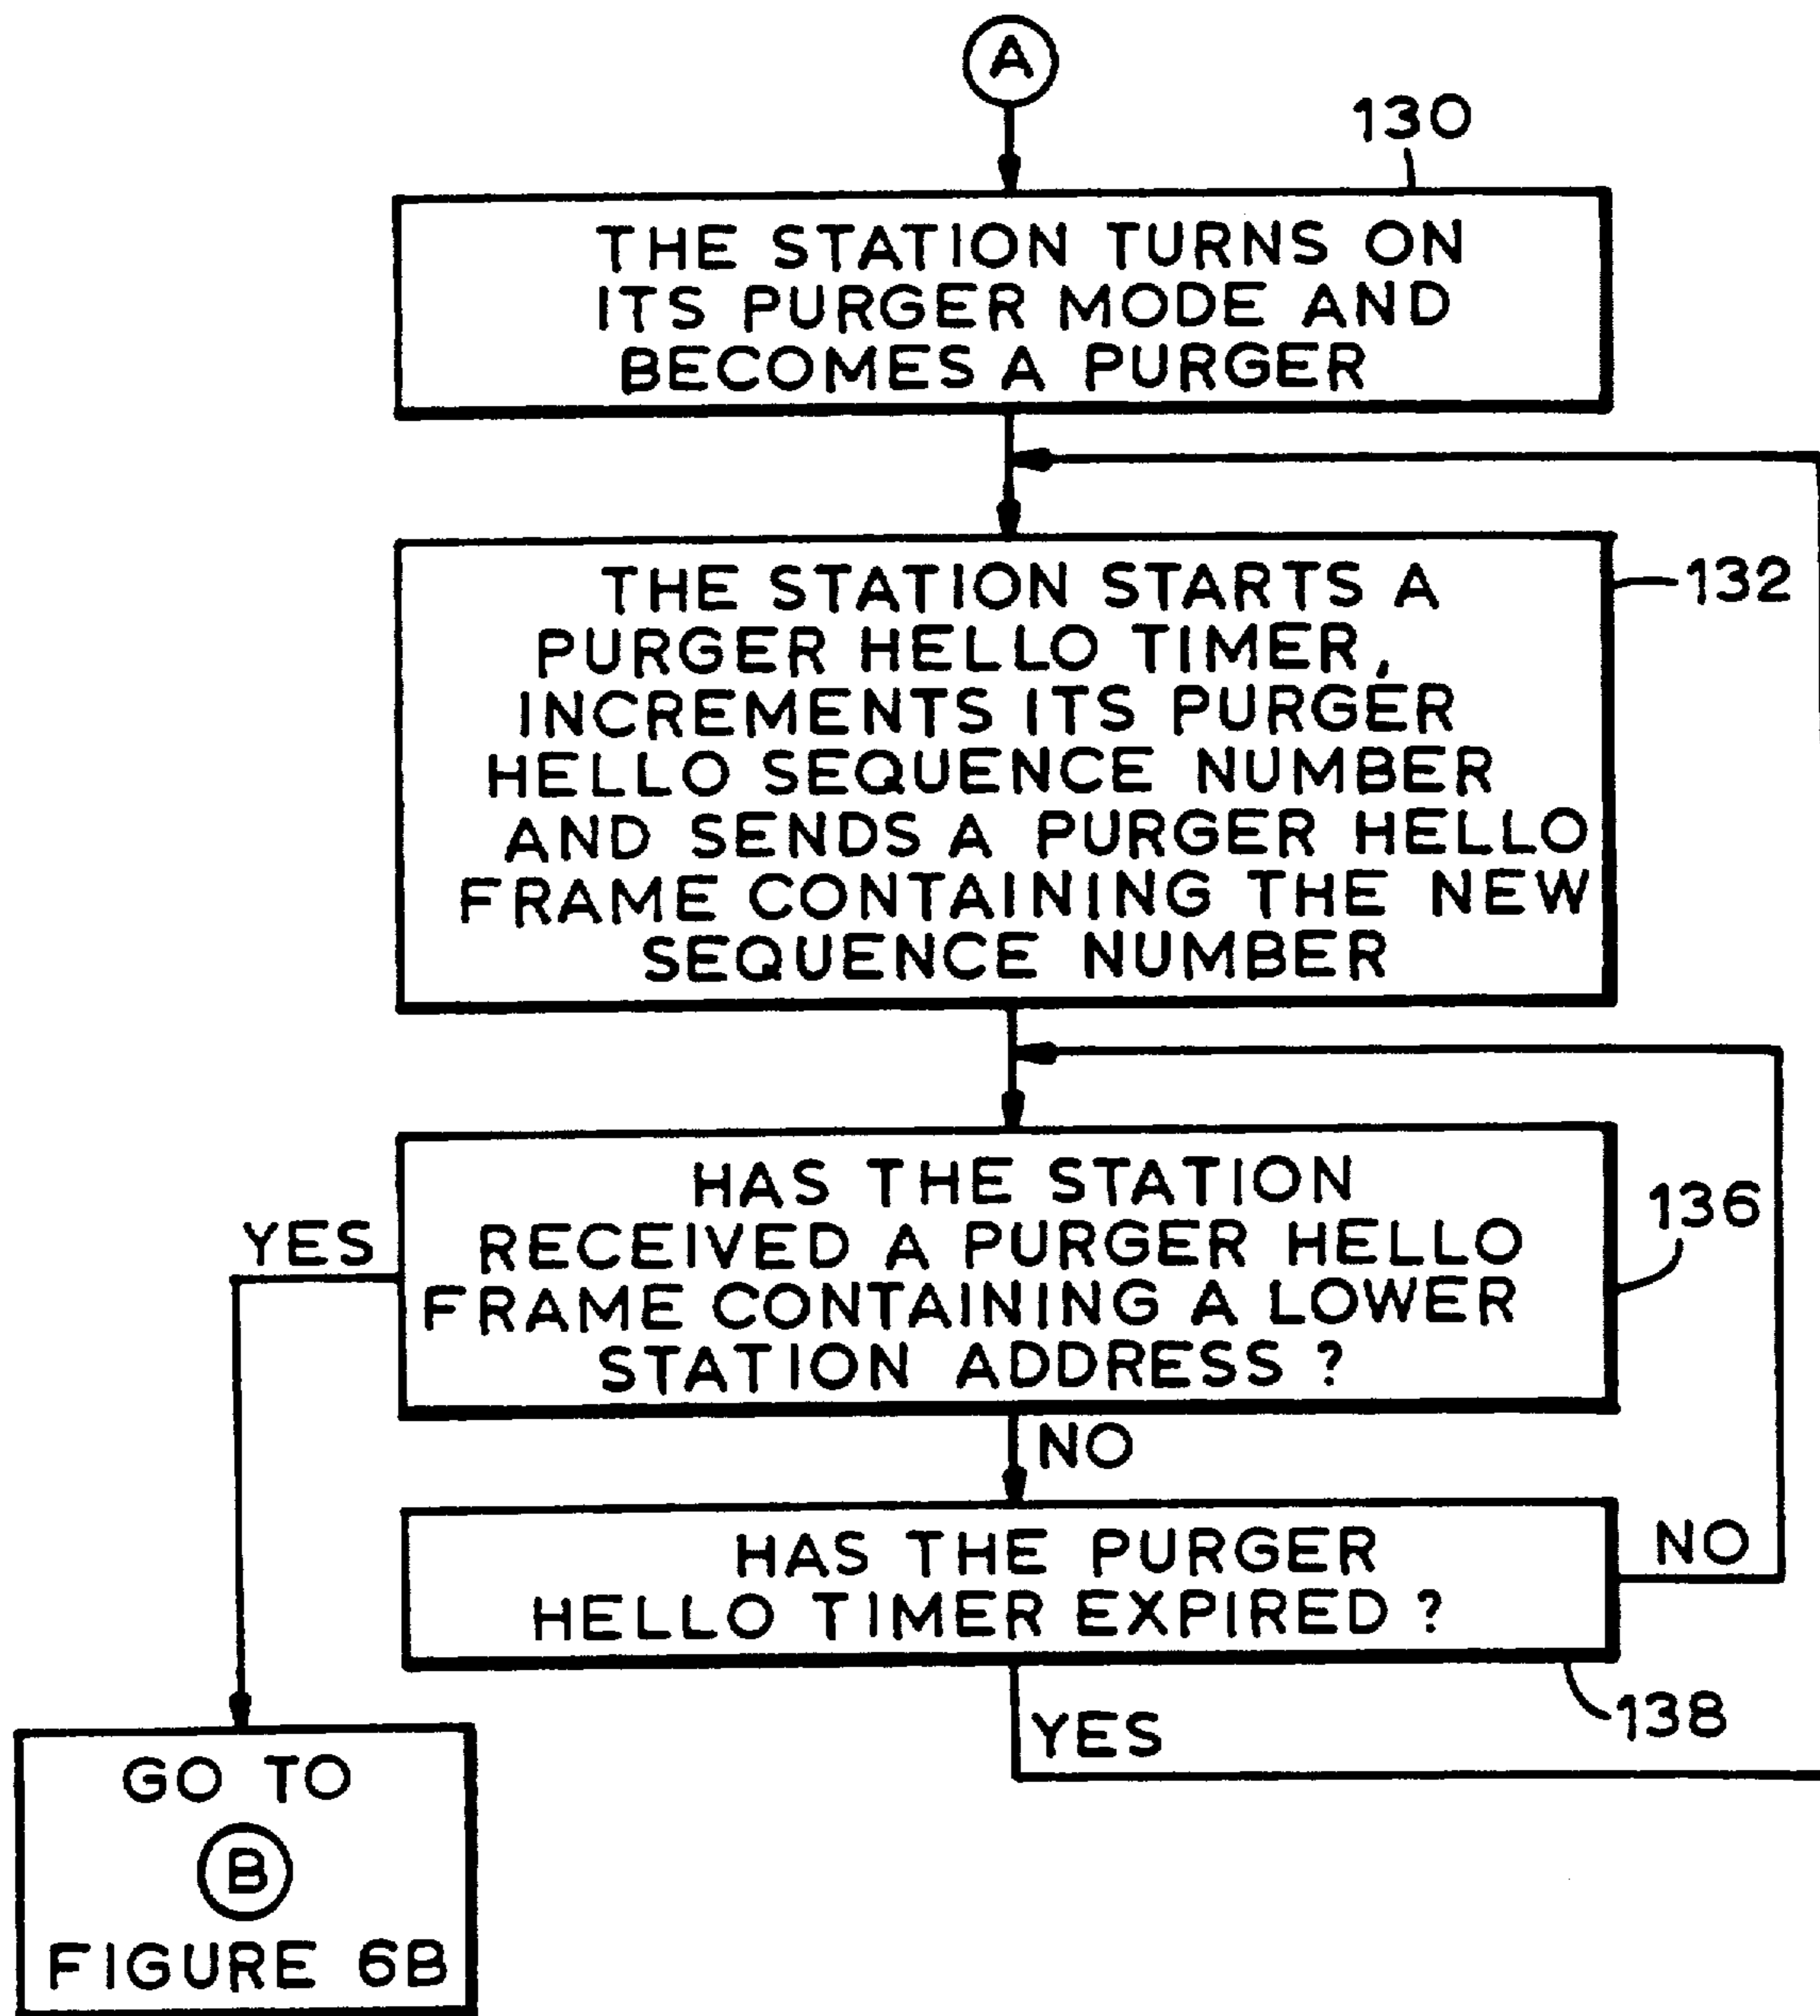 A
130
THE STATION TURNS ON
ITS PURGER MODE AND
BECOMES A PURGER
THE STATION STARTS A
PURGER HELLO TIMER,
INCREMENTS ITS PURGER
HELLO SEQUENCE NUMBER
AND SENDS A PURGER HELLO
FRAME CONTAINING THE NEW
SEQUENCE NUMBER
132
HAS THE STATION
RECEIVED A PURGER HELLO
FRAME CONTAINING A LOWER
STATION ADDRESS ?
136
YES
NO
HAS THE PURGER
HELLO TIMER EXPIRED ?
NO
138
YES
GO TO
B
FIGURE 6B